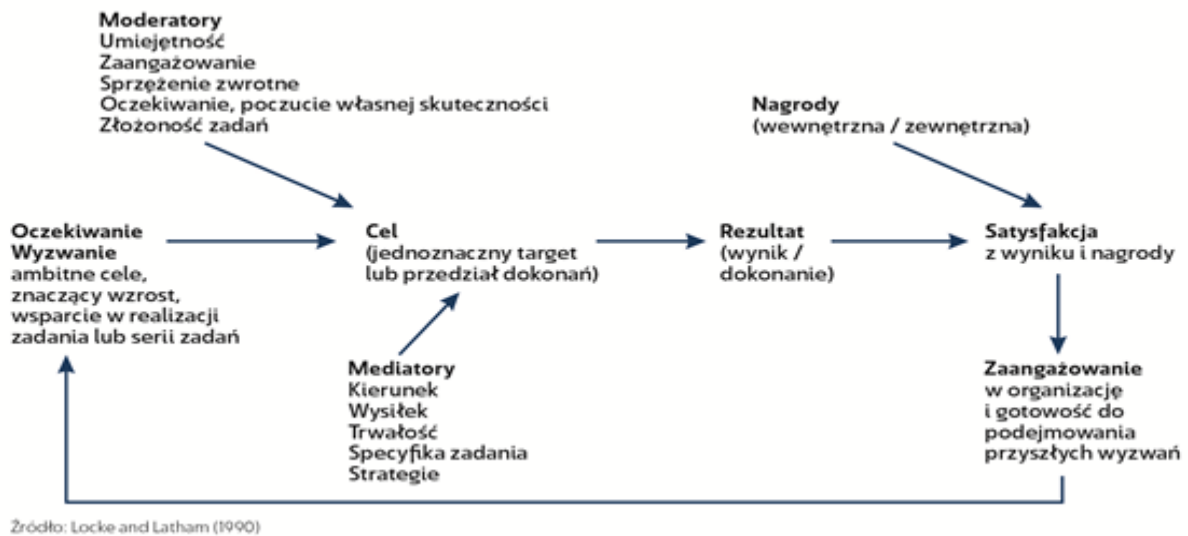 Moderatory
Umiejętność
Zaangażowanie
Sprzężenie zwrotne
Oczekiwanie, poczucie własnej skuteczności
Złożoność zadań
Nagrody
(wewnętrzna / zewnętrzna)
Oczekiwanie
Wyzwanie
ambitne cele,
znaczący wzrost,
wsparcie w realizacji
zadania lub serii zadań
Cel
(jednoznaczny target
lub przedział dokonań)
Rezultat
(wynik /
dokonanie)
Satysfakcja
z wyniku i nagrody
Mediatory
Kierunek
Wysiłek
Trwałość
Specyfika zadania
Strategie
Zaangażowanie
w organizację
i gotowość do
podejmowania
przyszłych wyzwań
Źródło: Locke and Latham (1990)